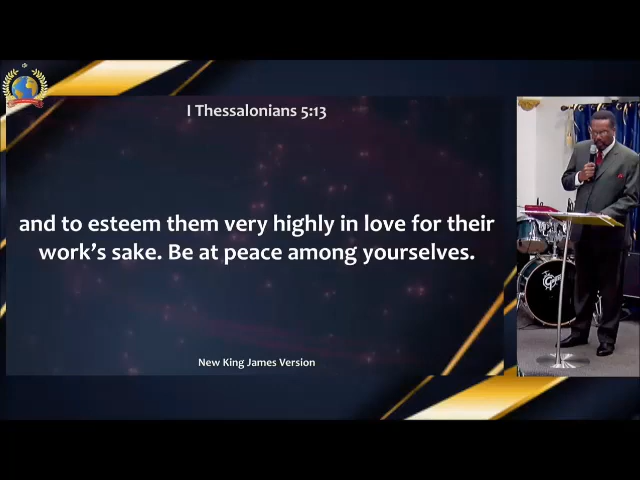 I Thessalonians 5:13
and to esteem them very highly in love for their
work's sake. Be at peace among yourselves.
New King James Version